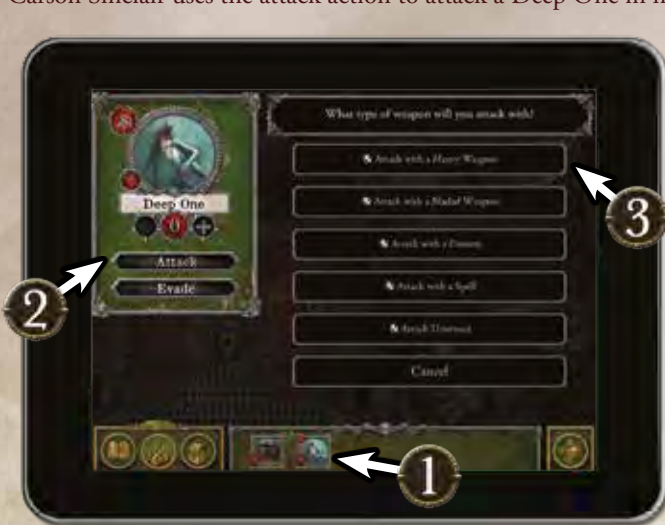 Carson Sinclair uses the attack action to attack a Deep One in
What type of weapon will you attack with?
Attack with a Heavy Weapon
Deep One
Attack with a Bladed Weapon
0
Attack with a Firearm
Attack
Evade
Attack with a Spell
Attack Unarmed
Cancel
1
2
3